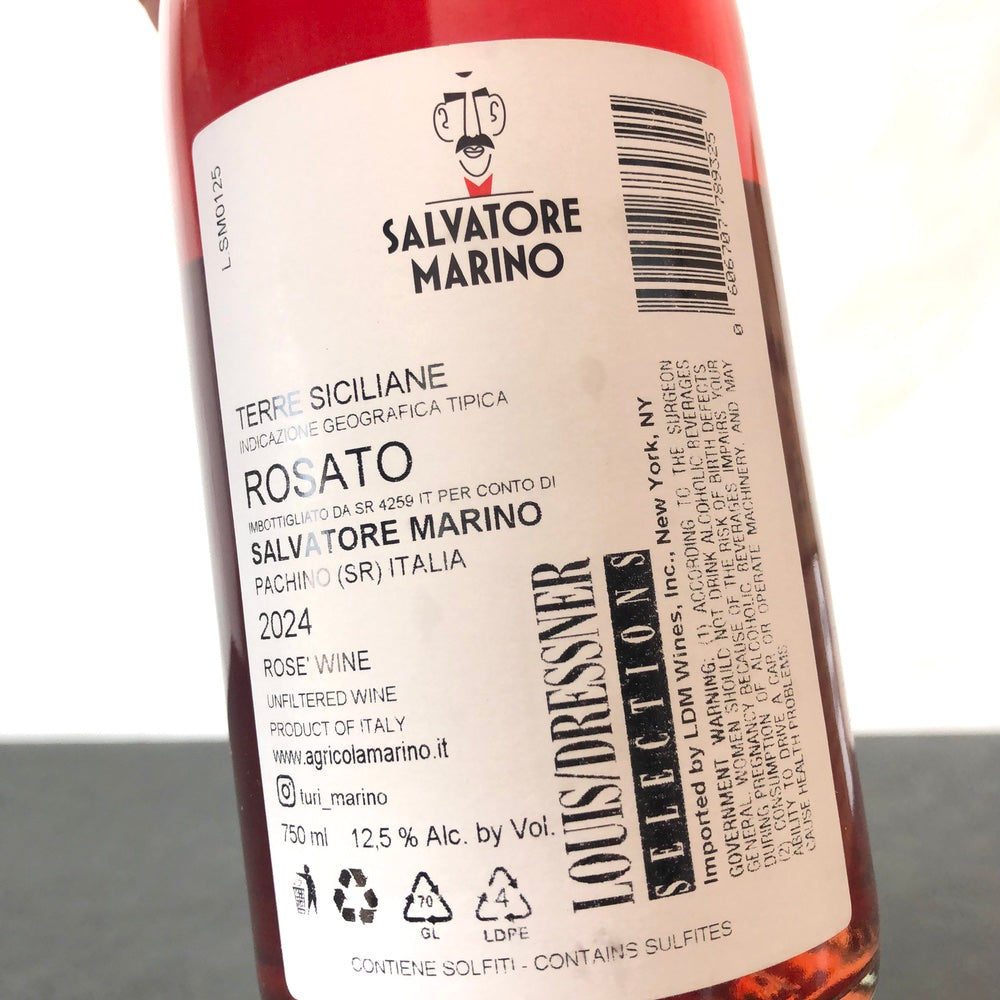 L SM0125
SALVATORE
MARINO
TERRE SICILIANE
INDICAZIONE GEOGRAFICA TIPICA
ROSATO
IMBOTTIGLIATO DA SR 4259 IT PER CONTO DI
SALVATORE MARINO
PACHINO (SR) ITALIA
2024
ROSE' WINE
UNFILTERED WINE
PRODUCT OF ITALY
www.agricolamarino.it
turi_marino
750 ml 12,5 % Alc. by Vol.
70
GL
4
LDPE
CONTIENE SOLFITI - CONTAINS SULFITES
LOUIS/DRESSNER
SELECTIONS
Imported by LDM Wines, Inc., New York, NY
GOVERNMENT WARNING: (1) ACCORDING TO THE SURGEON
GENERAL, WOMEN SHOULD NOT DRINK ALCOHOLIC BEVERAGES
DURING PREGNANCY BECAUSE OF THE RISK OF BIRTH DEFECTS
(2) CONSUMPTION OF ALCOHOLIC BEVERAGES IMPAIRS YOUR
ABILITY TO DRIVE A CAR OR OPERATE MACHINERY, AND MAY
CAUSE HEALTH PROBLEMS
0 606707 789325